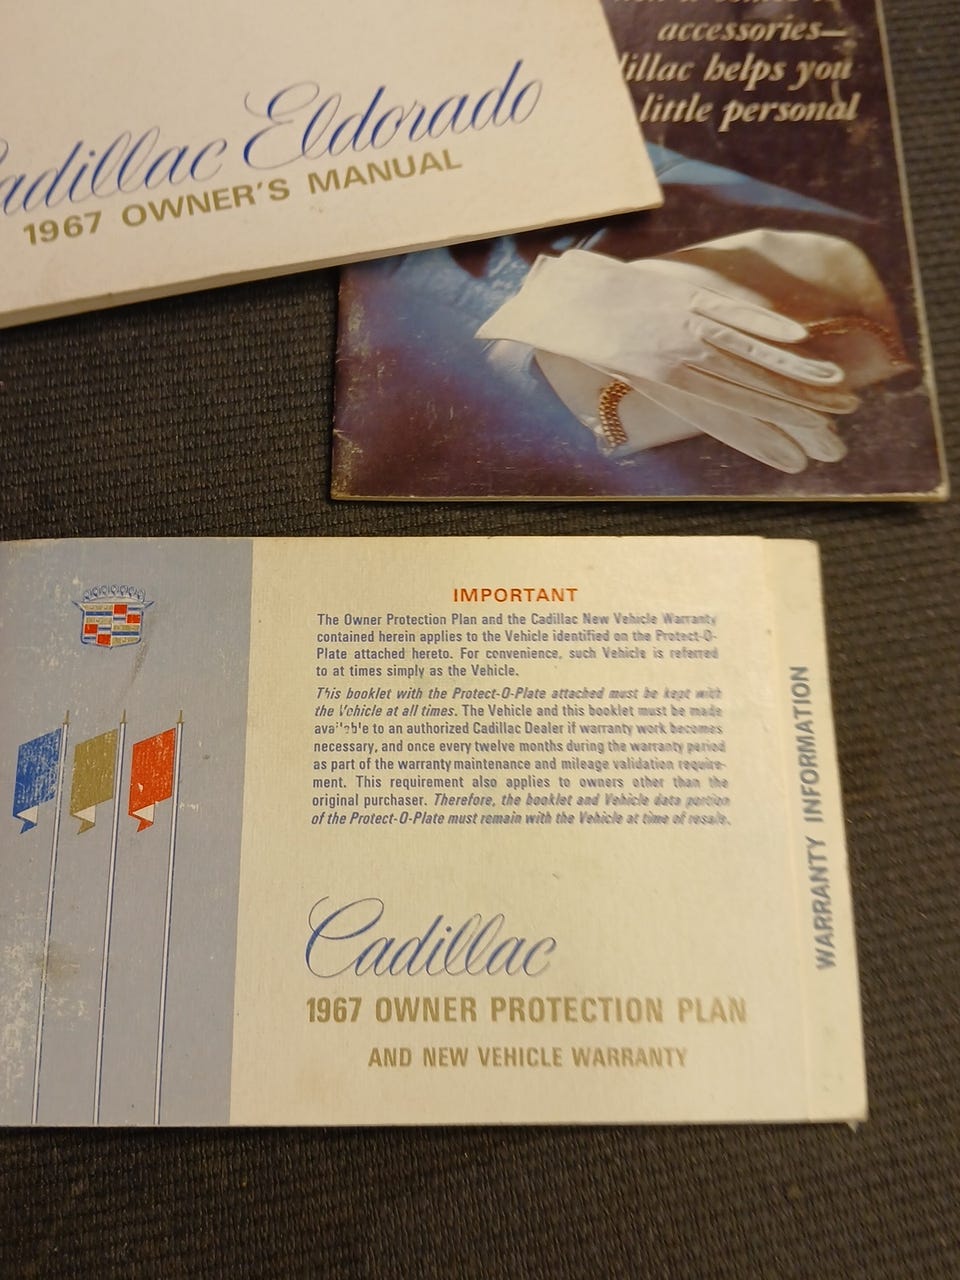 accessories—
helps you
little personal
Cadillac Eldorado
1967 OWNER'S MANUAL
IMPORTANT
The Owner Protection Plan and the Cadillac New Vehicle Warranty
contained herein applies to the Vehicle identified on the Protect-O-
Plate attached hereto. For convenience, such Vehicle is referred
to at times simply as the Vehicle.
This booklet with the Protect-O-Plate attached must be kept with
the Vehicle at all times. The Vehicle and this booklet must be made
available to an authorized Cadillac Dealer if warranty work becomes
necessary, and once every twelve months during the warranty period
as part of the warranty maintenance and mileage validation require-
ment. This requirement also applies to owners other than the
original purchaser. Therefore, the booklet and Vehicle data portion
of the Protect-O-Plate must remain with the Vehicle at time of resale.
Cadillac
1967 OWNER PROTECTION PLAN
AND NEW VEHICLE WARRANTY
WARRANTY INFORMATION